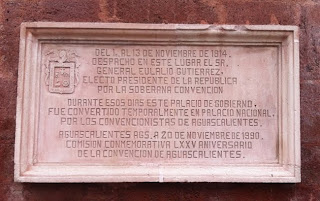 DEL 1. AL 13 DE NOVIEMBRE DE 1914.
DESPACHO EN ESTE LUGAR EL SR.
GENERAL EULALIO GUTIERREZ,
ELECTO PRESIDENTE DE LA REPUBLICA
POR LA SOBERANA CONVENCION
DURANTE ESOS DIAS ESTE PALACIO DE GOBIERNO,
FUE CONVERTIDO TEMPORALMENTE EN PALACIO NACIONAL.
POR LOS CONVENCIONISTAS DE AGUASCALIENTES.
AGUASCALIENTES AGS. A 20 DE NOVIEMBRE DE 1990.
COMISION CONMEMORATIVA LXXV ANIVERSARIO
DE LA CONVENCION DE AGUASCALIENTES.